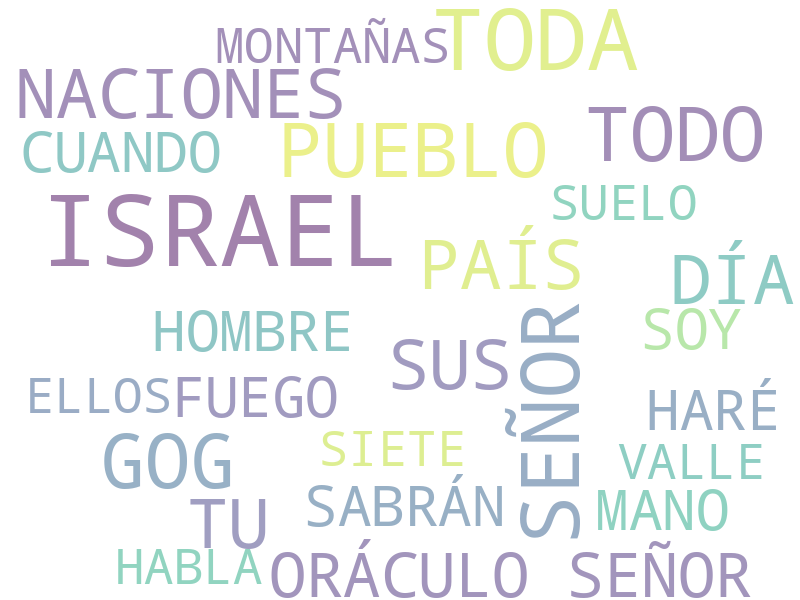 MONTAÑAS
TODA
NACIONES
TODO
CUANDO
PUEBLO
ISRAEL
SUELO
PAÍS
DÍA
HOMBRE
SOY
SUS
SEÑOR
ELLOS
FUEGO
HARÉ
GOG
SIETE
VALLE
TU
SABRÁN
MANO
HABLA
ORÁCULO SEÑOR